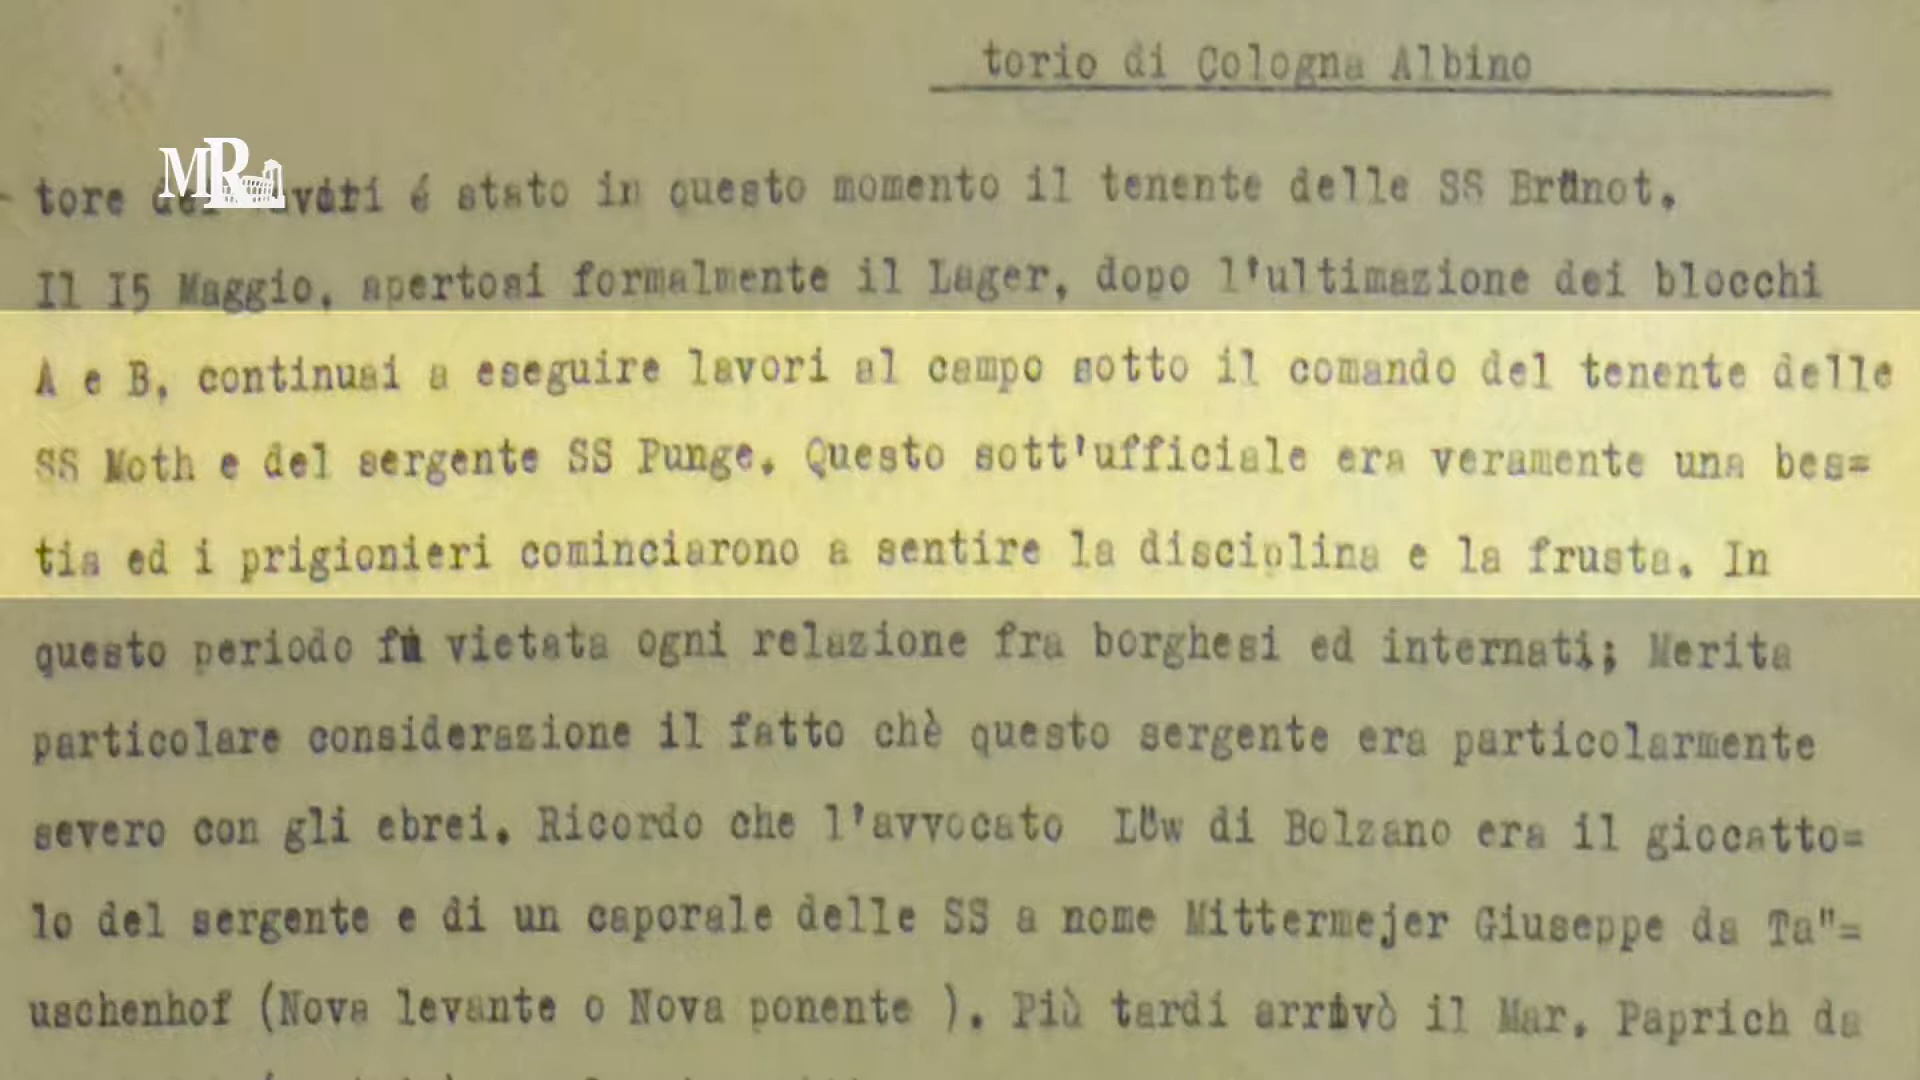 torio di Cologna Albino
MR
tore dei lavori é stato in questo momento il tenente delle SS Brünot.
Il I5 Maggio, apertosi formalmente il Lager, dopo l'ultimazione dei blocchi
A e B, continuai a eseguire lavori al campo sotto il comando del tenente delle
SS Moth e del sergente SS Punge. Questo sott'ufficiale era veramente una bes=
tia ed i prigionieri cominciarono a sentire la disciplina e la frusta. In
questo periodo fù vietata ogni relazione fra borghesi ed internati; Merita
particolare considerazione il fatto chè questo sergente era particolarmente
severo con gli ebrei. Ricordo che l'avvocato Löw di Bolzano era il giocatto=
lo del sergente e di un caporale delle SS a nome Mittermejer Giuseppe da Ta"=
uschenhof (Nova levante o Nova ponente ). Più tardi arrivò il Mar. Paprich da